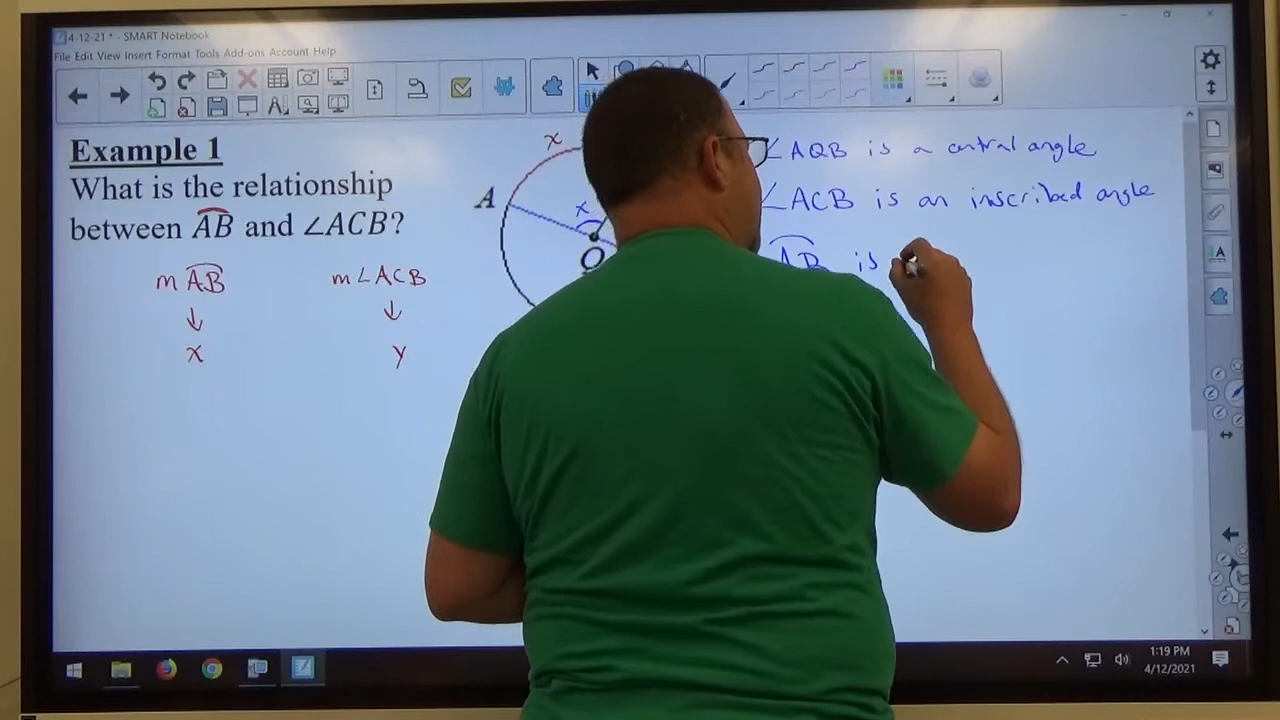 4-12-21 * - SMART Notebook
File Edit View Insert Format Tools Add-ons Account Help
Example 1
What is the relationship
between AB and ∠ACB?
m AB
m∠ACB
↓
↓
x
y
x
A
x
Q
∠AQB is a central angle
∠ACB is an inscribed angle
AB is
1:19 PM
4/12/2021